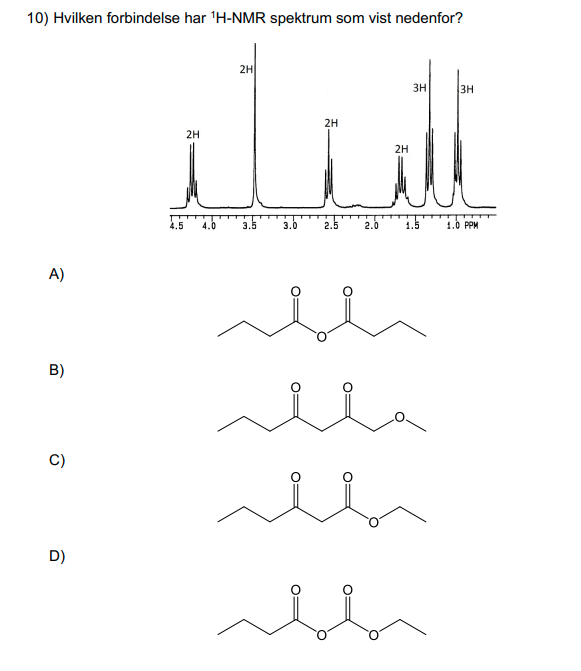 10) Hvilken forbindelse har ¹H-NMR spektrum som vist nedenfor?
2H
2H
2H
2H
3H
3H
4.5 4.0 3.5 3.0 2.5 2.0 1.5 1.0 PPM
A)
O O
O
B)
O O
O
C)
O O
O
D)
O O
O O